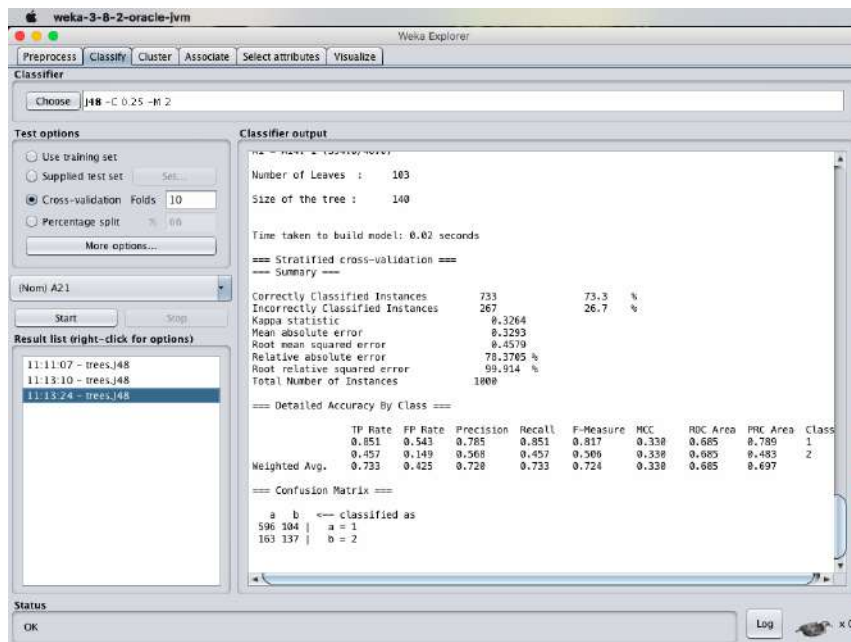 weka-3-8-2-oracle-jvm
Weka Explorer
Preprocess Classify Cluster Associate Select attributes Visualize
Classifier
Choose J48 -C 0.25 -M 2
Test options
Use training set
Supplied test set Set...
Cross-validation Folds 10
Percentage split % 66
More options...
(Nom) A21
Start Stop
Result list (right-click for options)
11:11:07 - trees.J48
11:13:10 - trees.J48
11:13:24 - trees.J48
Classifier output
Number of Leaves : 103
Size of the tree : 140
Time taken to build model: 0.02 seconds
=== Stratified cross-validation ===
=== Summary ===
Correctly Classified Instances 733 73.3 %
Incorrectly Classified Instances 267 26.7 %
Kappa statistic 0.3264
Mean absolute error 0.3293
Root mean squared error 0.4579
Relative absolute error 78.3705 %
Root relative squared error 99.914 %
Total Number of Instances 1000
=== Detailed Accuracy By Class ===
TP Rate FP Rate Precision Recall F-Measure MCC ROC Area PRC Area Class
0.851 0.543 0.785 0.851 0.817 0.330 0.685 0.789 1
0.457 0.149 0.568 0.457 0.506 0.330 0.685 0.483 2
Weighted Avg. 0.733 0.425 0.720 0.733 0.724 0.330 0.685 0.697
=== Confusion Matrix ===
a b <-- classified as
596 104 | a = 1
163 137 | b = 2
Status
OK
Log
x 0